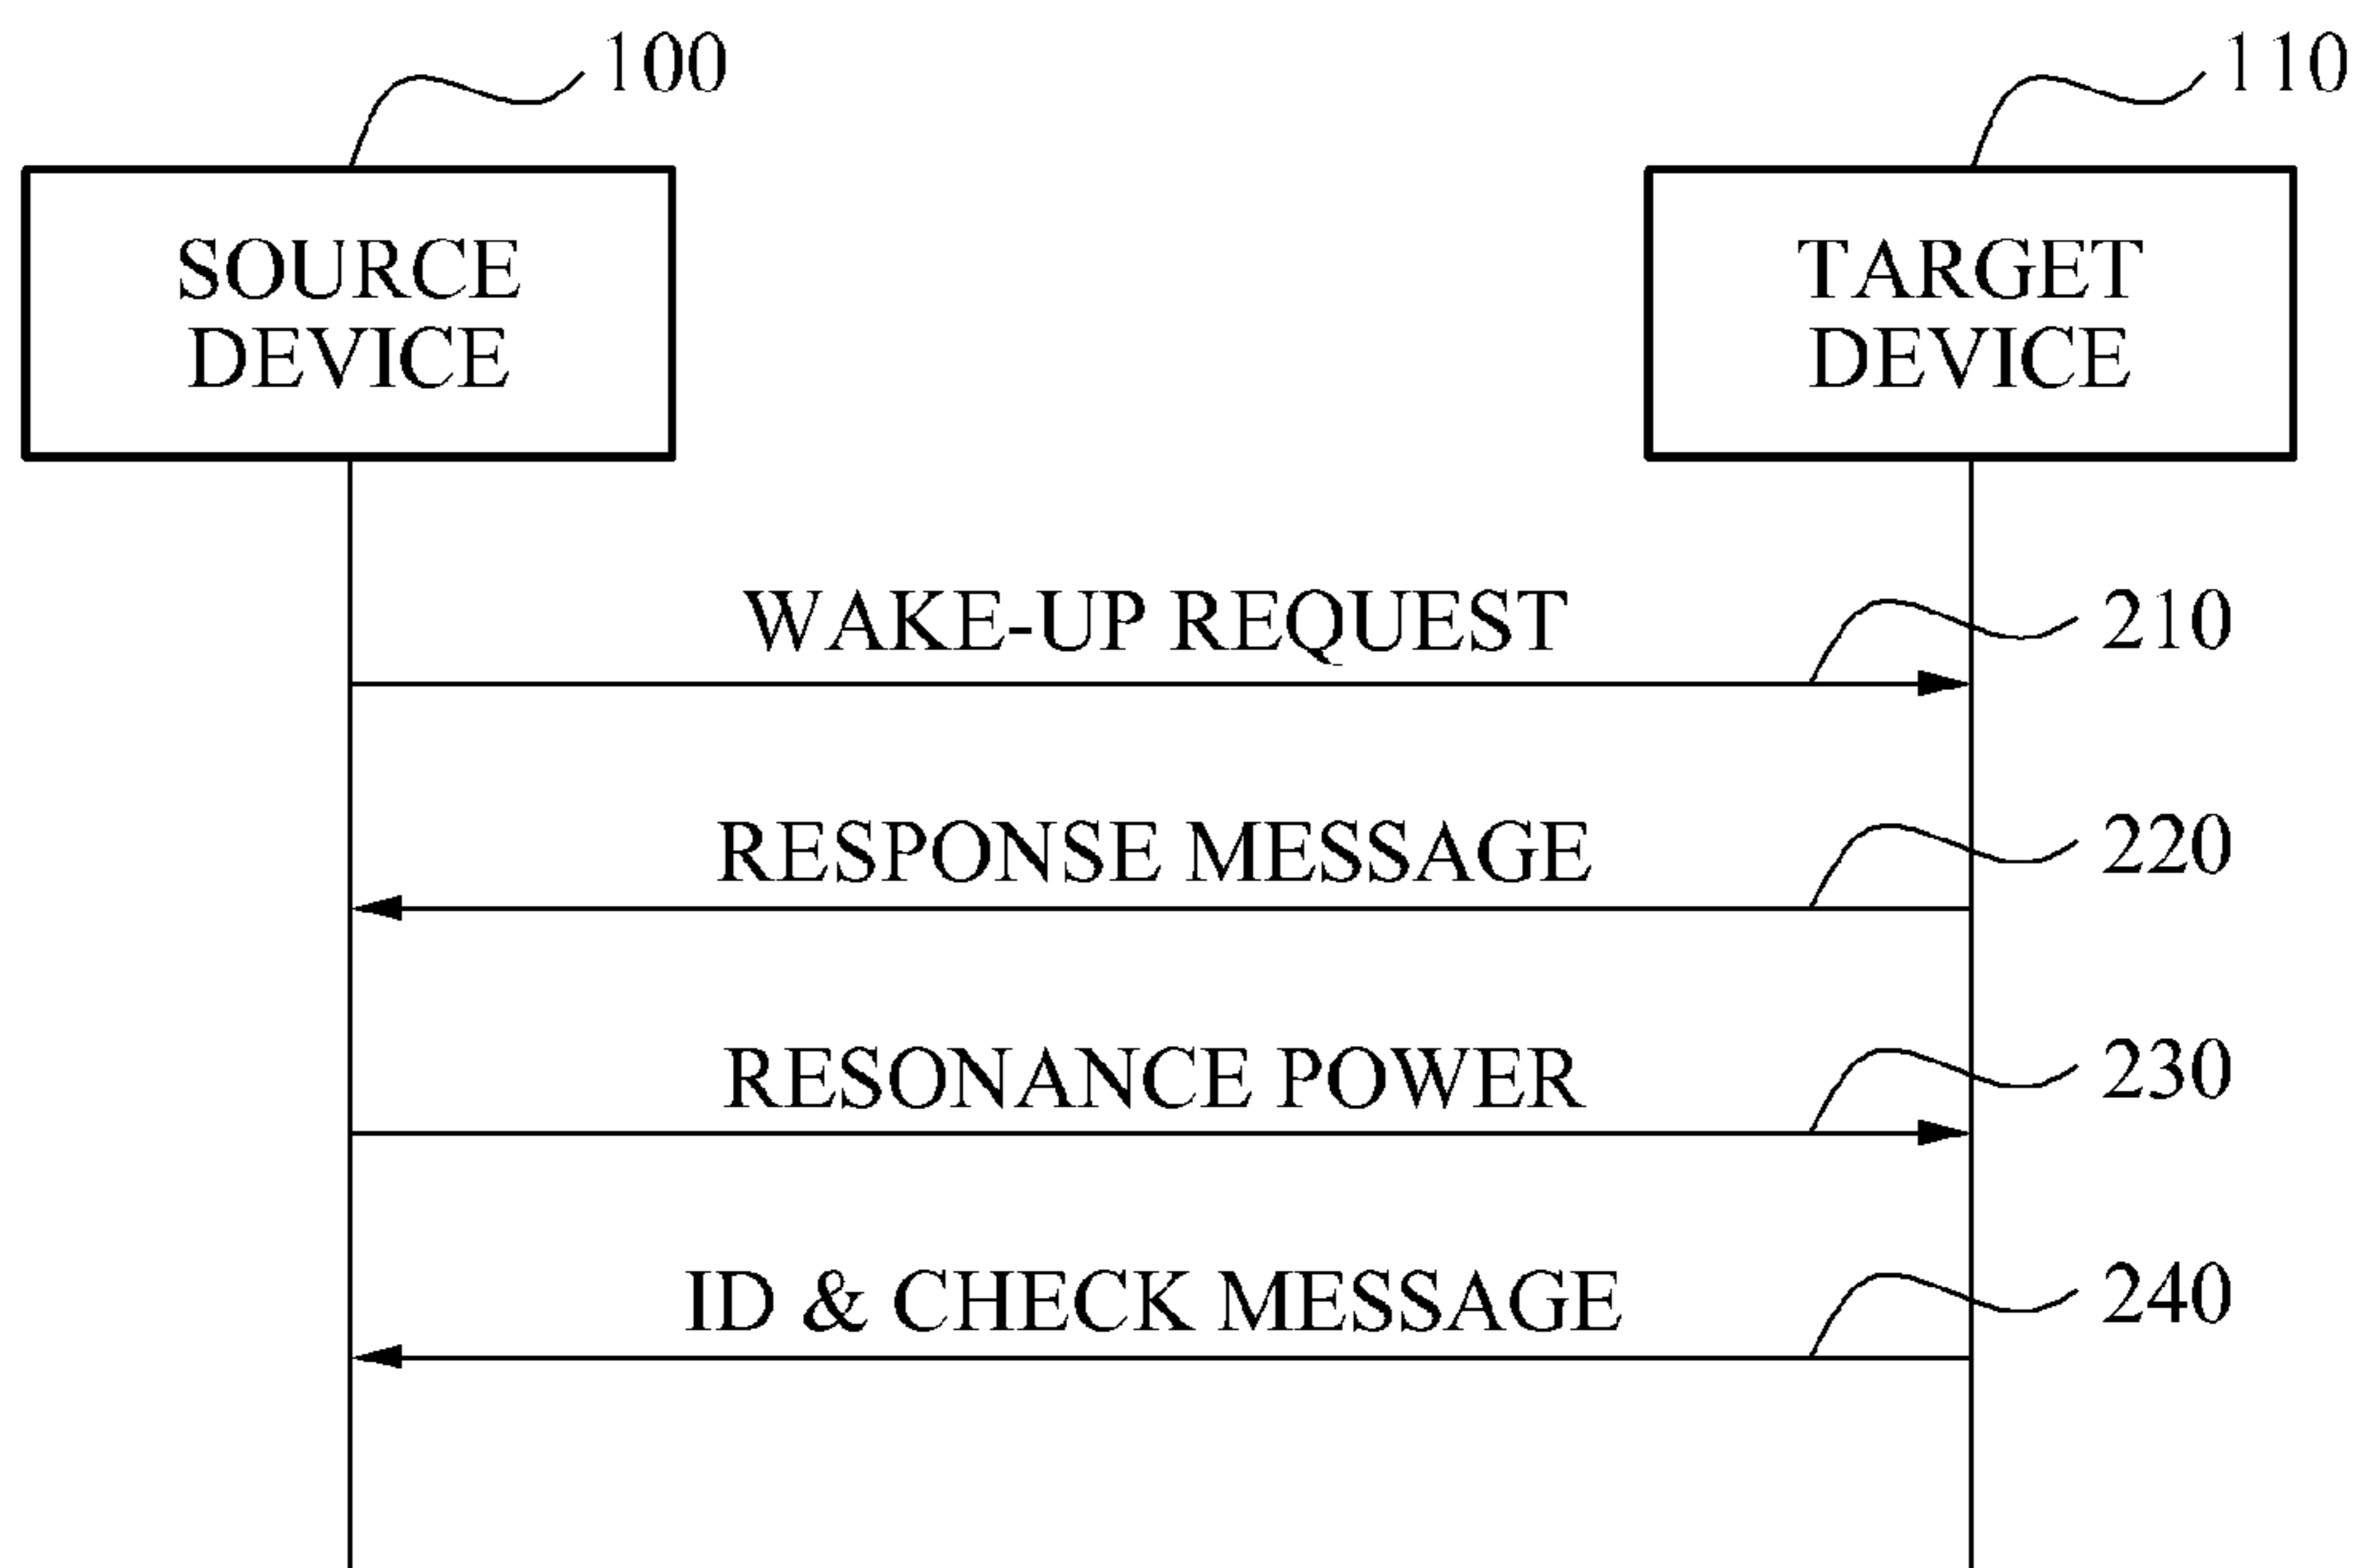 100
110
SOURCE
DEVICE
TARGET
DEVICE
WAKE-UP REQUEST
210
RESPONSE MESSAGE
220
RESONANCE POWER
230
ID & CHECK MESSAGE
240